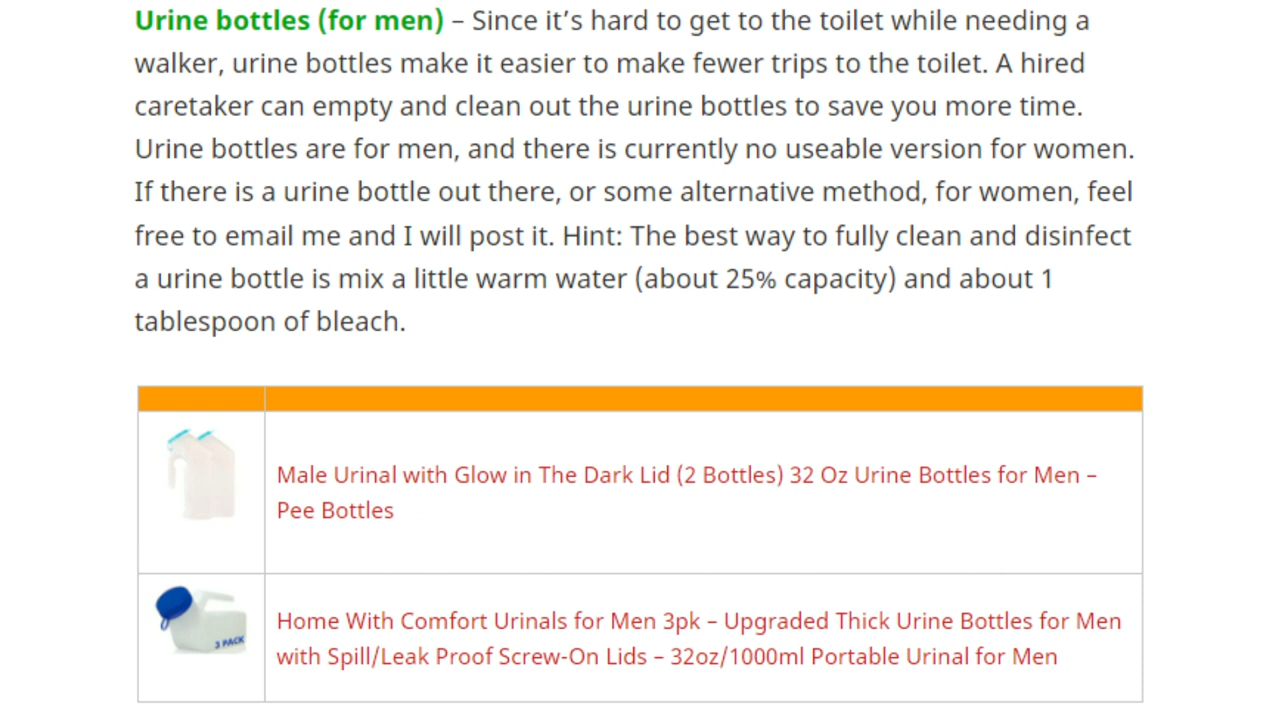 Urine bottles (for men) – Since it’s hard to get to the toilet while needing a
walker, urine bottles make it easier to make fewer trips to the toilet. A hired
caretaker can empty and clean out the urine bottles to save you more time.
Urine bottles are for men, and there is currently no useable version for women.
If there is a urine bottle out there, or some alternative method, for women, feel
free to email me and I will post it. Hint: The best way to fully clean and disinfect
a urine bottle is mix a little warm water (about 25% capacity) and about 1
tablespoon of bleach.
Male Urinal with Glow in The Dark Lid (2 Bottles) 32 Oz Urine Bottles for Men –
Pee Bottles
3 PACK
Home With Comfort Urinals for Men 3pk – Upgraded Thick Urine Bottles for Men
with Spill/Leak Proof Screw-On Lids – 32oz/1000ml Portable Urinal for Men